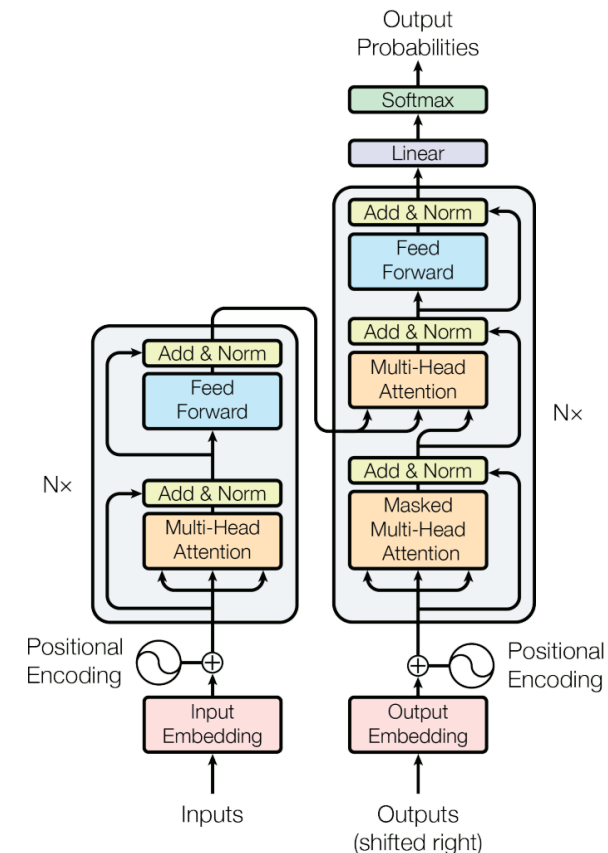 Output
Probabilities
Softmax
Linear
Add & Norm
Feed
Forward
Add & Norm
Multi-Head
Attention
Add & Norm
Masked
Multi-Head
Attention
Nx
Add & Norm
Feed
Forward
Add & Norm
Multi-Head
Attention
Nx
Positional
Encoding
Positional
Encoding
Input
Embedding
Output
Embedding
Inputs
Outputs
(shifted right)